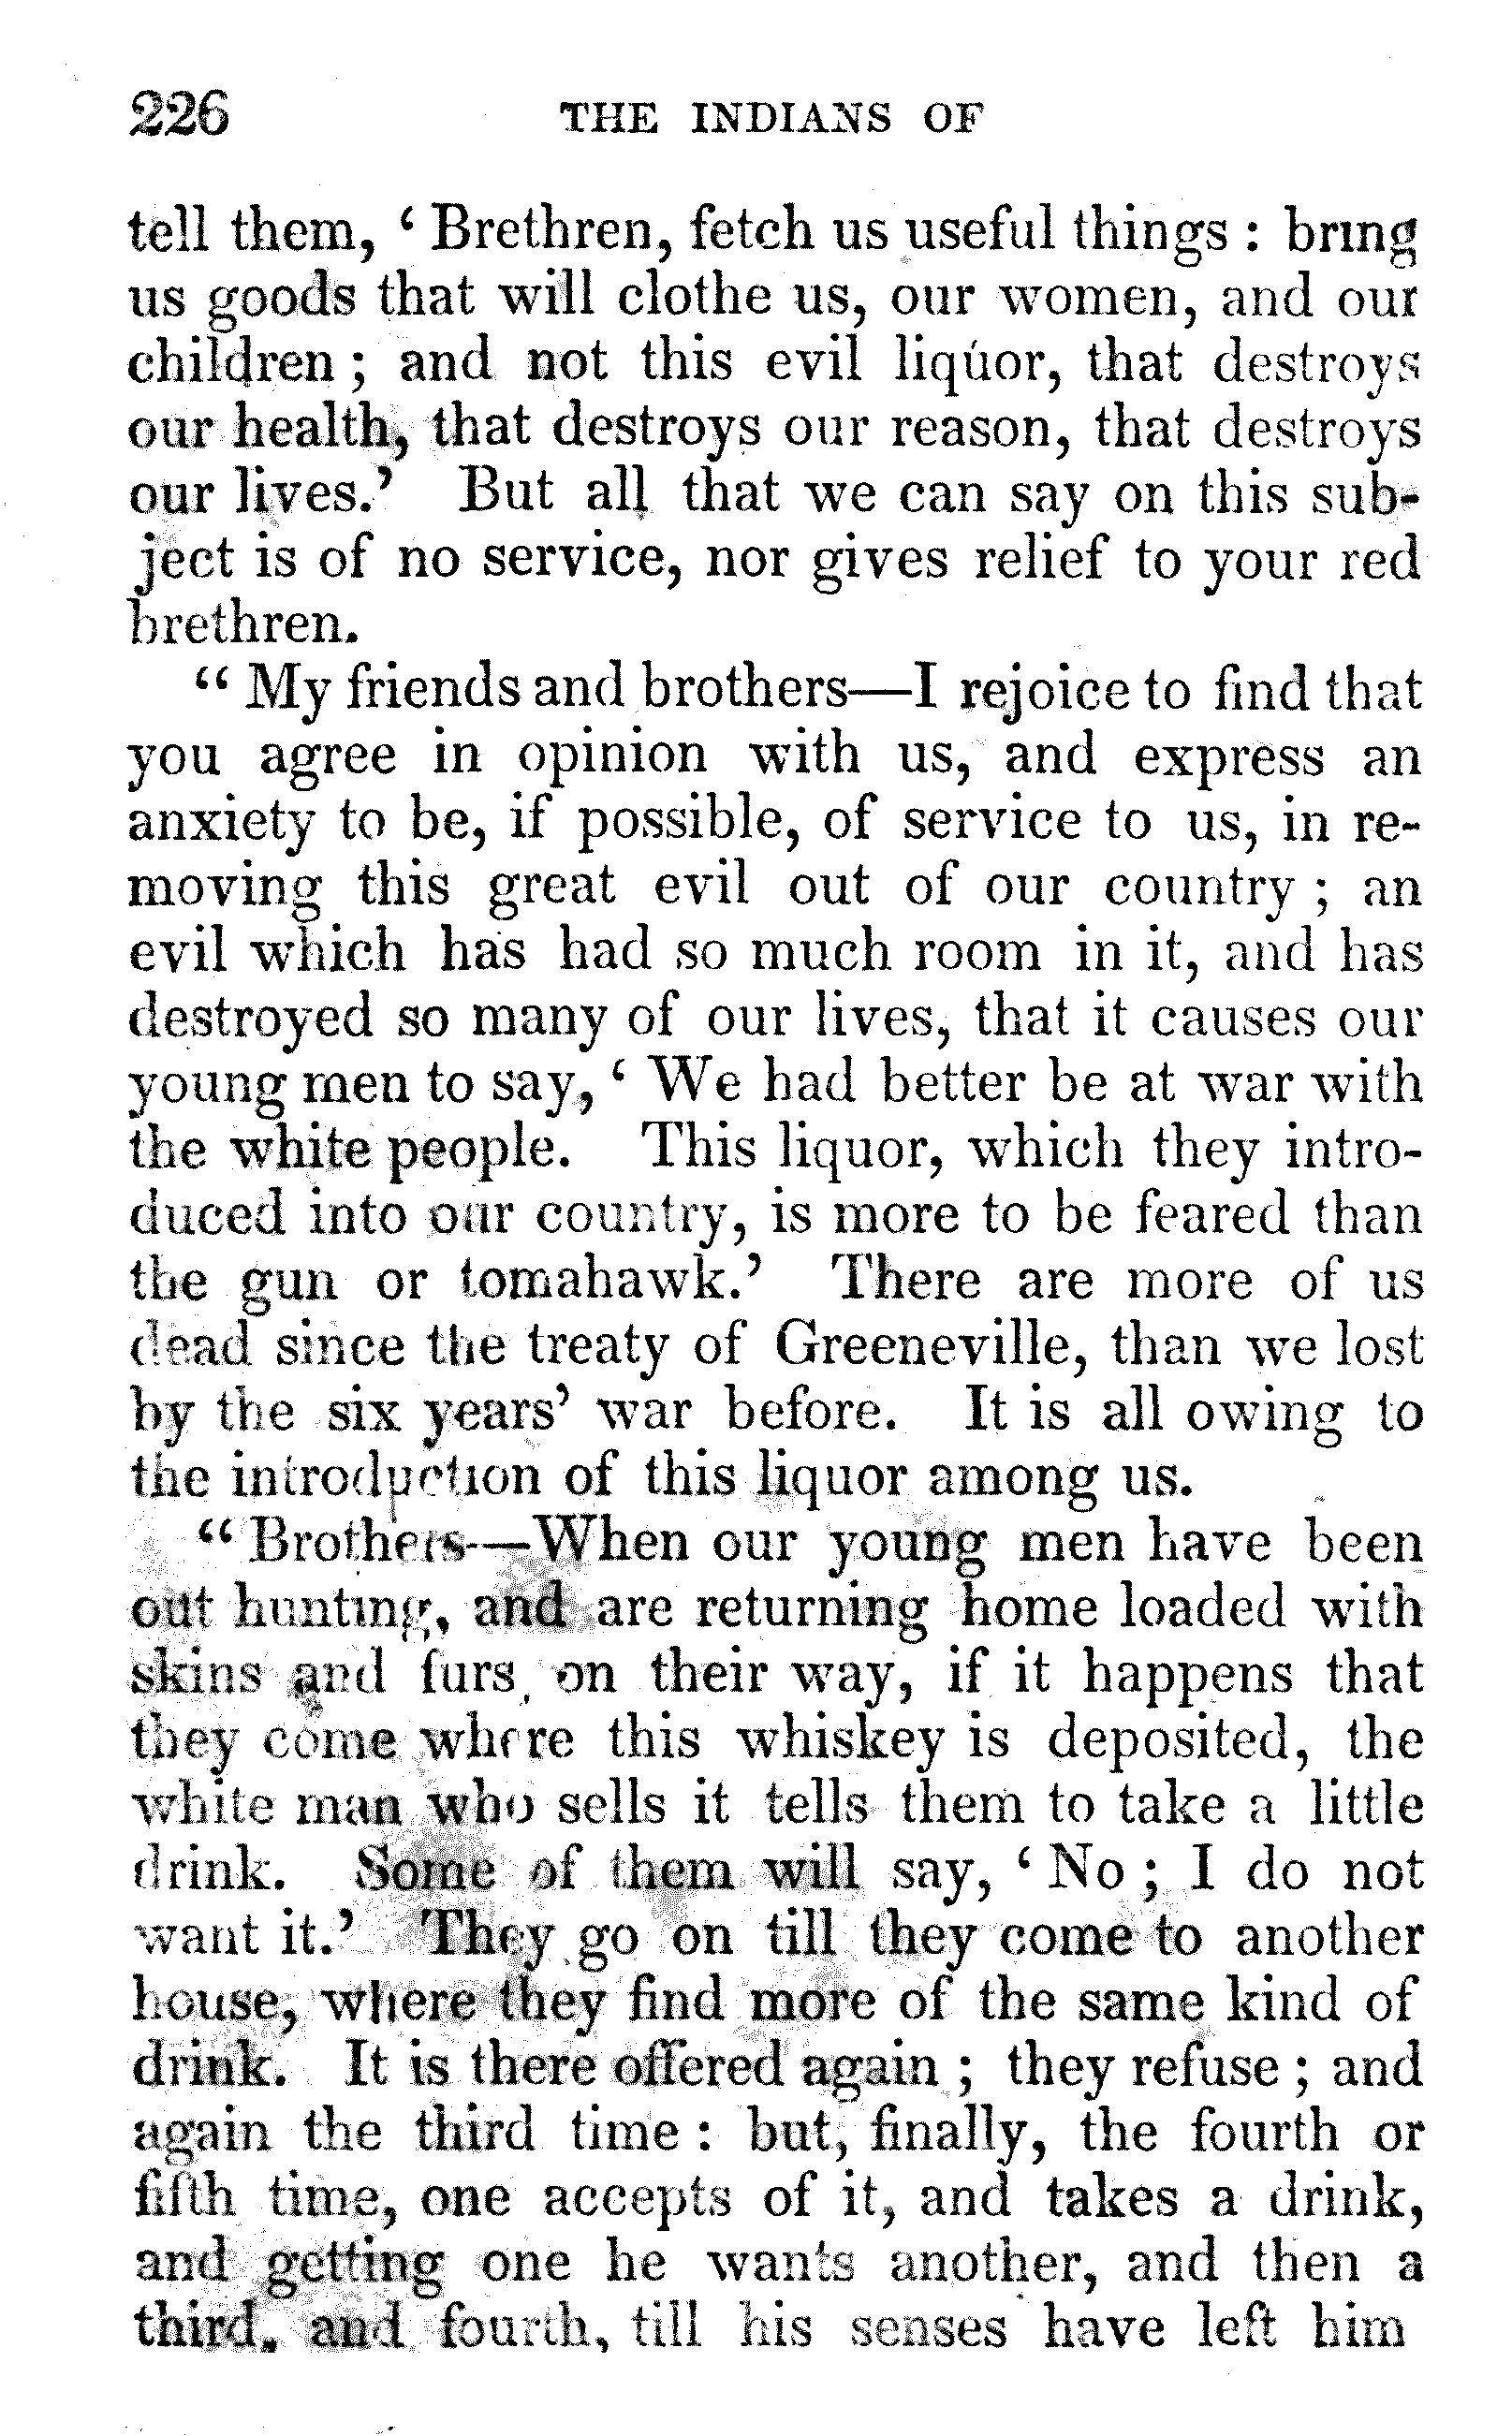 226 THE INDIANS OF
tell them, ‘ Brethren, fetch us useful things : bring
us goods that will clothe us, our women, and our
children ; and not this evil liquor, that destroys
our health, that destroys our reason, that destroys
our lives.’ But all that we can say on this sub-
ject is of no service, nor gives relief to your red
brethren.
“ My friends and brothers—I rejoice to find that
you agree in opinion with us, and express an
anxiety to be, if possible, of service to us, in re-
moving this great evil out of our country ; an
evil which has had so much room in it, and has
destroyed so many of our lives, that it causes our
young men to say, ‘ We had better be at war with
the white people. This liquor, which they intro-
duced into our country, is more to be feared than
the gun or tomahawk.’ There are more of us
dead since the treaty of Greeneville, than we lost
by the six years’ war before. It is all owing to
the introduction of this liquor among us.
“ Brothers—When our young men have been
out hunting, and are returning home loaded with
skins and furs, on their way, if it happens that
they come where this whiskey is deposited, the
white man who sells it tells them to take a little
drink. Some of them will say, ‘ No ; I do not
want it.’ They go on till they come to another
house, where they find more of the same kind of
drink. It is there offered again ; they refuse ; and
again the third time : but, finally, the fourth or
fifth time, one accepts of it, and takes a drink,
and getting one he wants another, and then a
third, and fourth, till his senses have left him